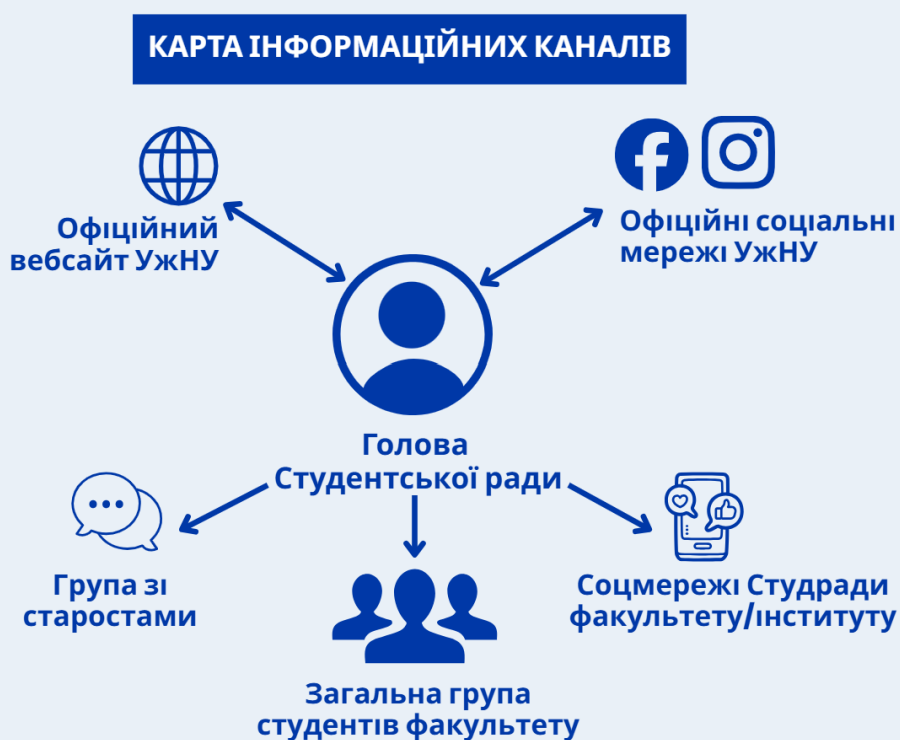 КАРТА ІНФОРМАЦІЙНИХ КАНАЛІВ
Офіційний
вебсайт УжНУ
Офіційні соціальні
мережі УжНУ
Голова
Студентської ради
Група зі
старостами
Загальна група
студентів факультету
Соцмережі Студради
факультету/інституту